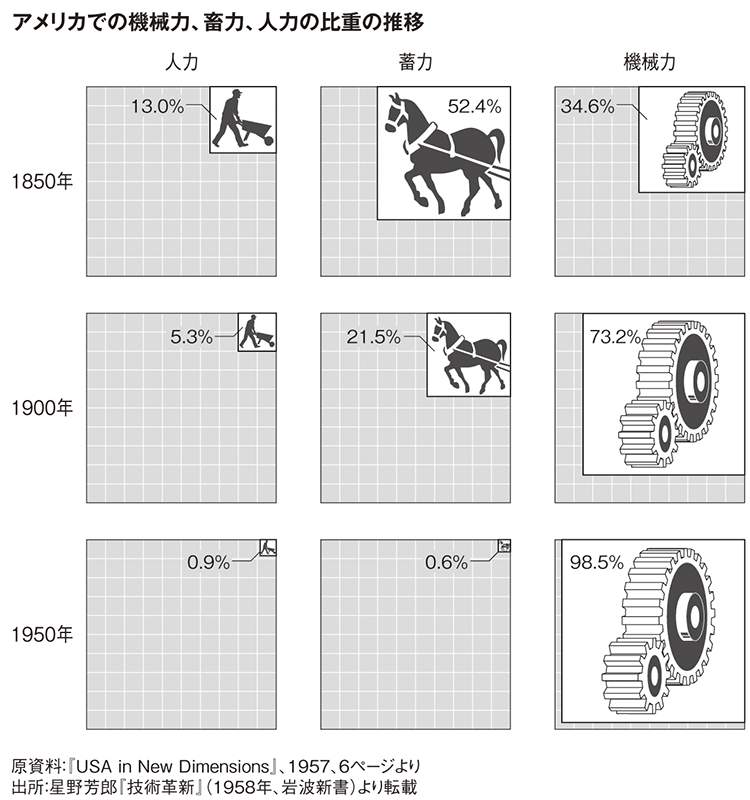 アメリカでの機械力、畜力、人力の比重の推移
人力 畜力 機械力
13.0% 52.4% 34.6%
1850年
5.3% 21.5% 73.2%
1900年
0.9% 0.6% 98.5%
1950年
原資料:『USA in New Dimensions』、1957、6ページより
出所:星野芳郎『技術革新』(1958年、岩波新書)より転載